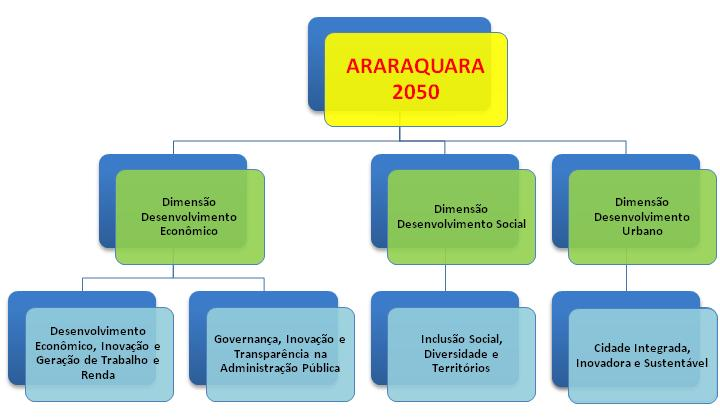 ARARAQUARA
2050
Dimensão
Desenvolvimento
Econômico
Dimensão
Desenvolvimento Social
Dimensão
Desenvolvimento
Urbano
Desenvolvimento
Econômico, Inovação e
Geração de Trabalho e
Renda
Governança, Inovação e
Transparência na
Administração Pública
Inclusão Social,
Diversidade e
Territórios
Cidade Integrada,
Inovadora e Sustentável